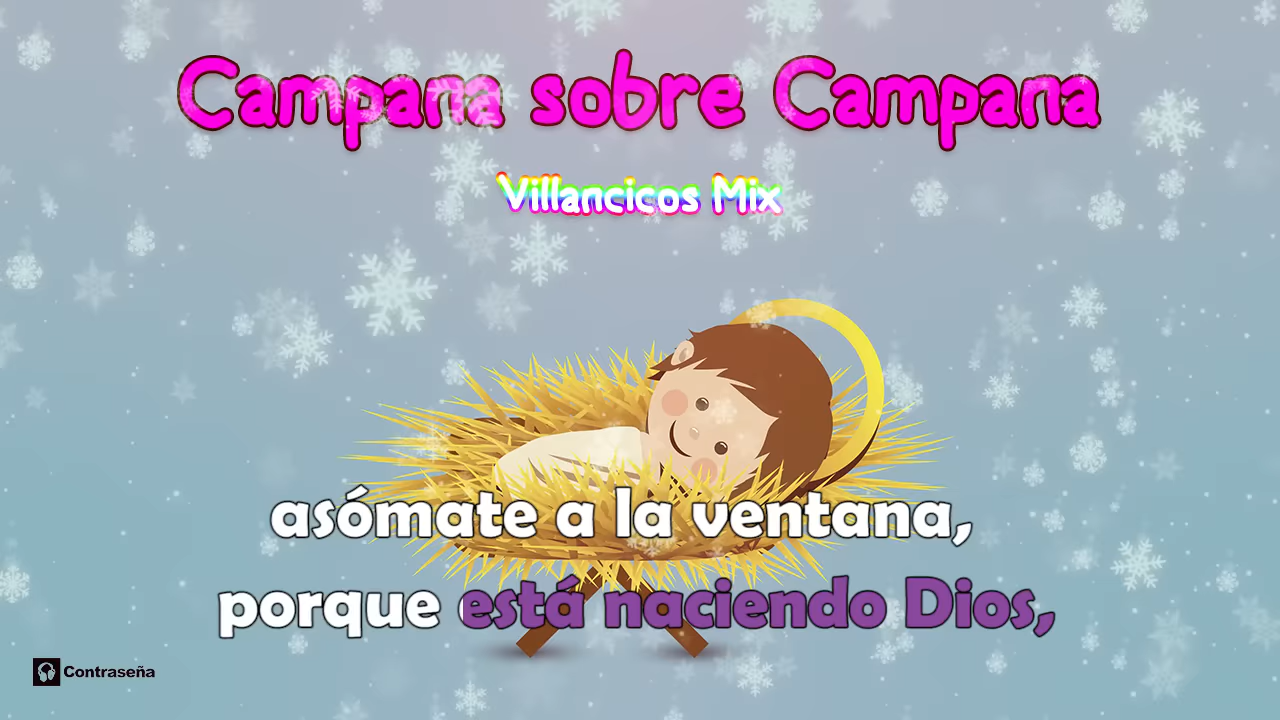 Campana sobre Campana
Villancicos Mix
asómate a la ventana,
porque está naciendo Dios,
Contraseña